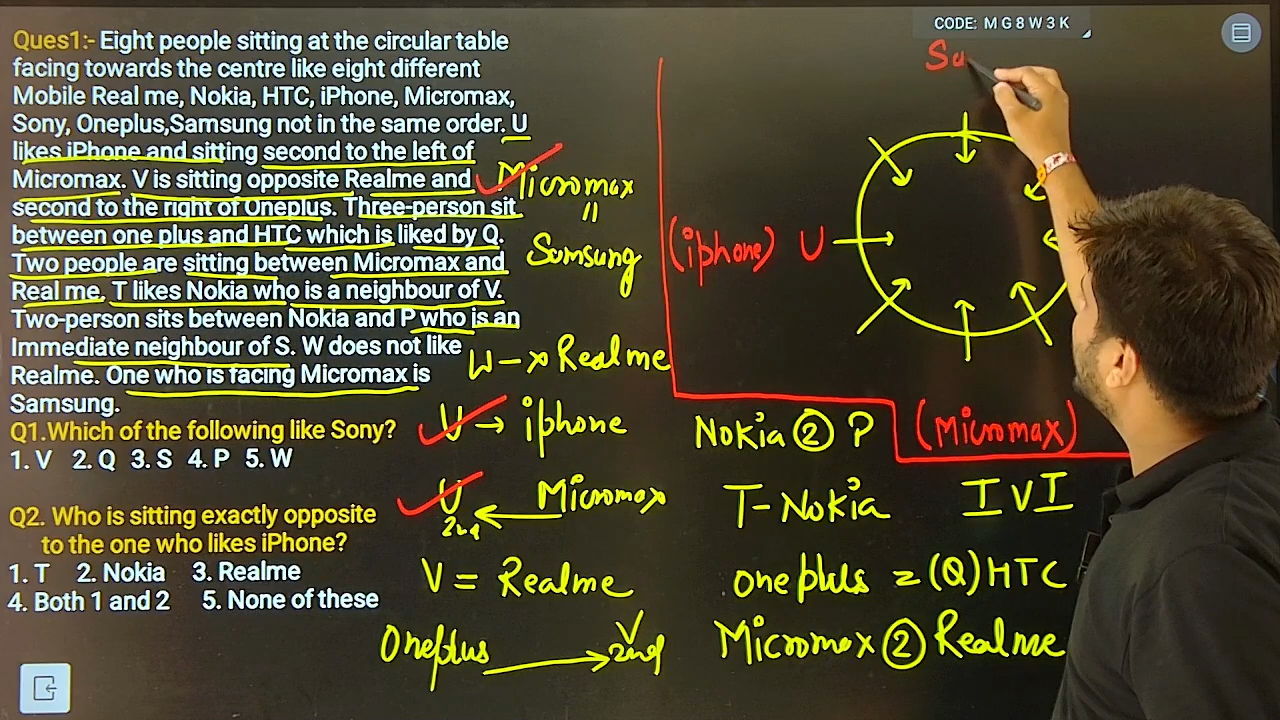 CODE: M G 8 W 3 K
Ques1:- Eight people sitting at the circular table
facing towards the centre like eight different
Mobile Real me, Nokia, HTC, iPhone, Micromax,
Sony, Oneplus,Samsung not in the same order. U
likes iPhone and sitting second to the left of
Micromax. V is sitting opposite Realme and
second to the right of Oneplus. Three-person sit
between one plus and HTC which is liked by Q.
Two people are sitting between Micromax and
Real me. T likes Nokia who is a neighbour of V.
Two-person sits between Nokia and P who is an
Immediate neighbour of S. W does not like
Realme. One who is facing Micromax is
Samsung.
Q1.Which of the following like Sony?
1. V 2. Q 3. S 4. P 5. W
Q2. Who is sitting exactly opposite
to the one who likes iPhone?
1. T 2. Nokia 3. Realme
4. Both 1 and 2 5. None of these
Micromax
=
Samsung
W - x Realme
U → iphone
U 2nd ← Micromax
V = Realme
Oneplus → V 2nd
Sa
(iphone) U
(Micromax)
Nokia ② P
T- Nokia I V I
oneplus = (Q) HTC
Micromax ② Realme